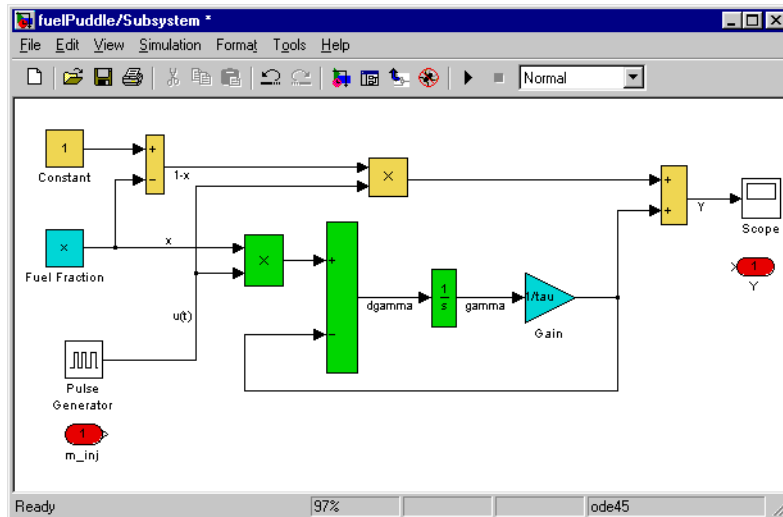 fuelPuddle/Subsystem *
File Edit View Simulation Format Tools Help
Normal
1
Constant
+
−
1-x
×
+
+
Y
Scope
x
Fuel Fraction
x
×
+
−
dgamma
1
s
gamma
1/tau
Gain
1
Y
u(t)
Pulse
Generator
1
m_inj
Ready 97% ode45